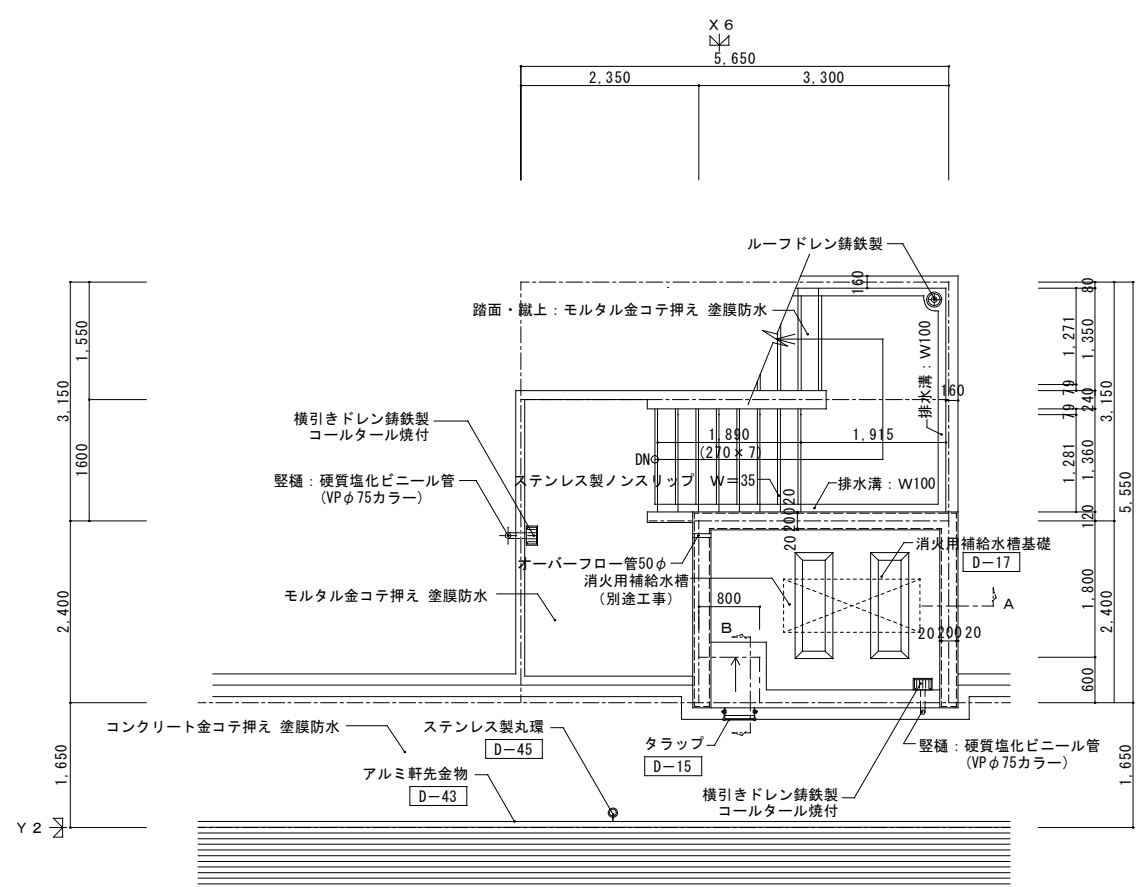 X 6
5,650
2,350
3,300
ルーフドレン鋳鉄製
踏面・蹴上：モルタル金コテ押え 塗膜防水
160
80
1,550
1,271
1,350
排水溝：W100
3,150
160
79
79
240
3,150
横引きドレン鋳鉄製
コールタール焼付
1,890
(270×7)
1,915
DN
1600
1,281
1,360
5,550
竪樋：硬質塩化ビニール管
(VPφ75カラー)
ステンレス製ノンスリップ W=35
排水溝：W100
20 200 20
120
オーバーフロー管50φ
消火用補給水槽基礎
D-17
消火用補給水槽
(別途工事)
モルタル金コテ押え 塗膜防水
800
A
1,800
2,400
2,400
B
20 200 20
600
コンクリート金コテ押え 塗膜防水
ステンレス製丸環
D-45
タラップ
D-15
竪樋：硬質塩化ビニール管
(VPφ75カラー)
1,650
1,650
アルミ軒先金物
D-43
横引きドレン鋳鉄製
コールタール焼付
Y 2